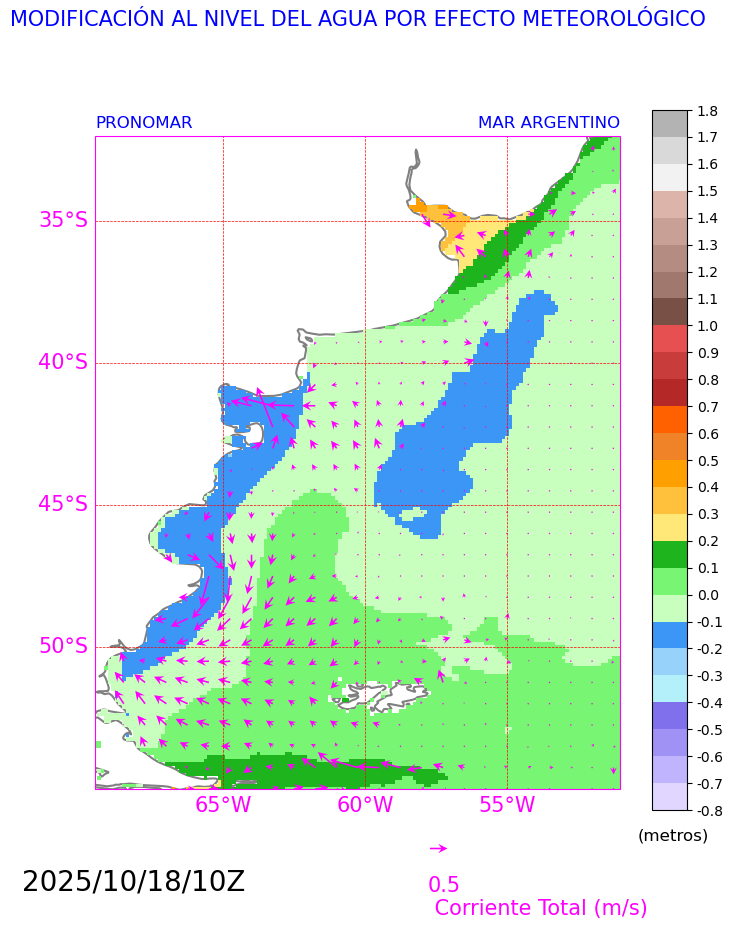 MODIFICACIÓN AL NIVEL DEL AGUA POR EFECTO METEOROLÓGICO
PRONOMAR MAR ARGENTINO
35°S
40°S
45°S
50°S
65°W 60°W 55°W
1.8
1.7
1.6
1.5
1.4
1.3
1.2
1.1
1.0
0.9
0.8
0.7
0.6
0.5
0.4
0.3
0.2
0.1
0.0
-0.1
-0.2
-0.3
-0.4
-0.5
-0.6
-0.7
-0.8
(metros)
2025/10/18/10Z
0.5
Corriente Total (m/s)